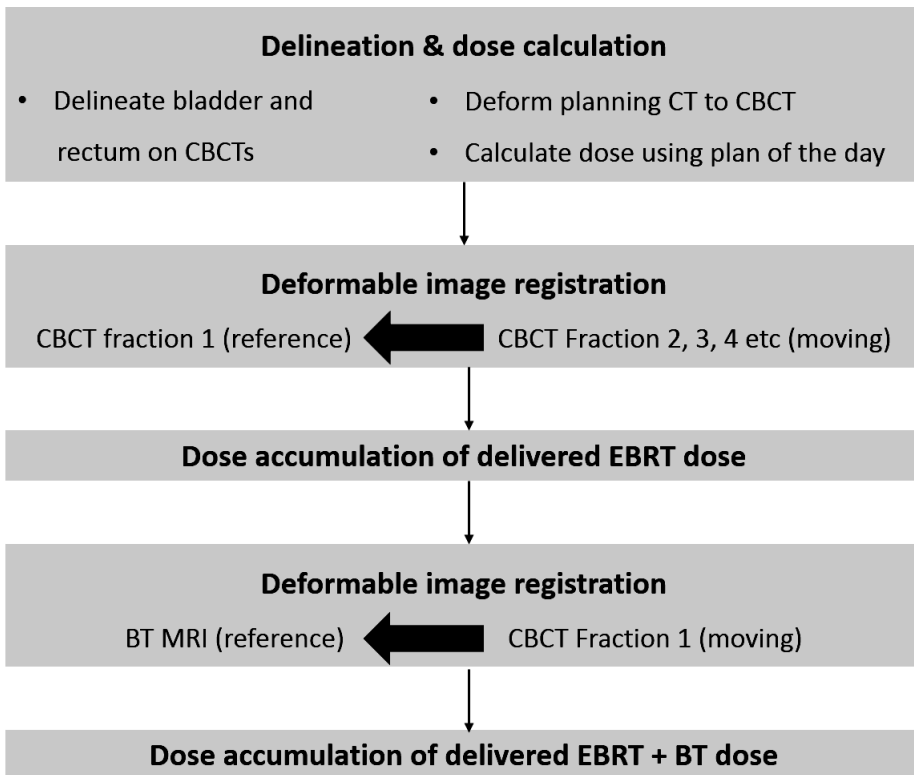 Delineation & dose calculation
• Delineate bladder and
rectum on CBCTs
• Deform planning CT to CBCT
• Calculate dose using plan of the day
Deformable image registration
CBCT fraction 1 (reference) CBCT Fraction 2, 3, 4 etc (moving)
Dose accumulation of delivered EBRT dose
Deformable image registration
BT MRI (reference) CBCT Fraction 1 (moving)
Dose accumulation of delivered EBRT + BT dose